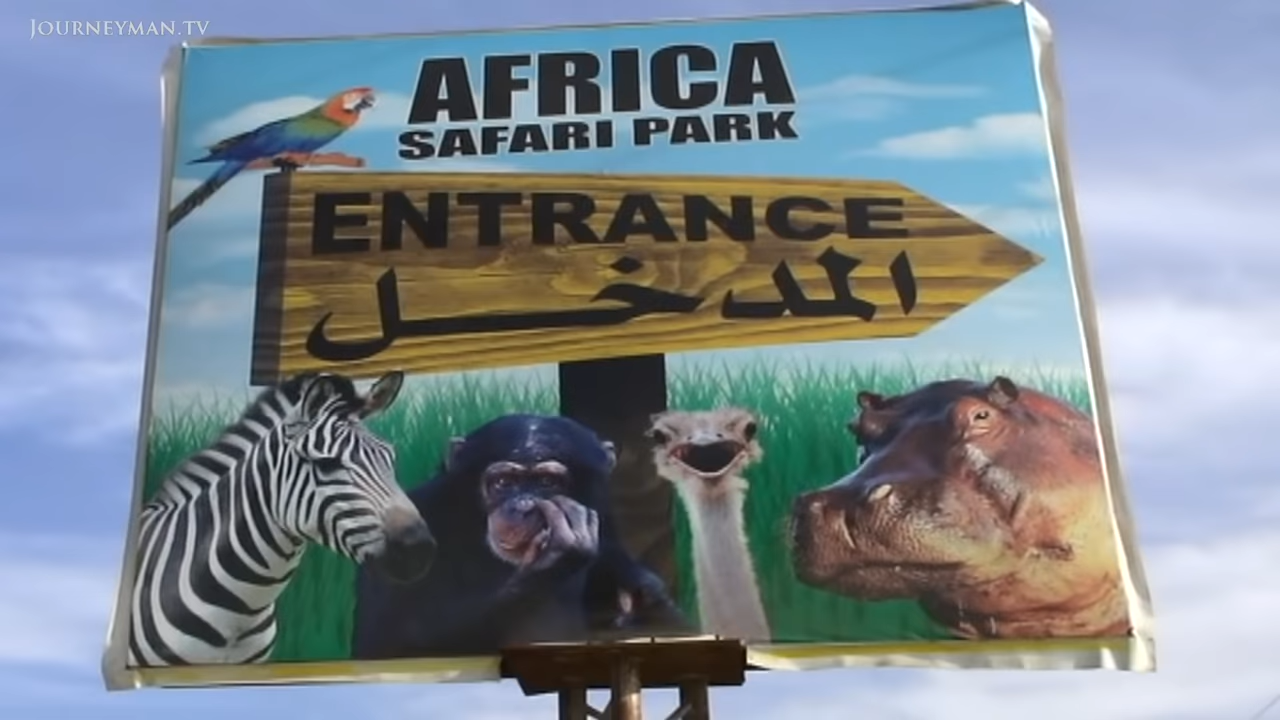 JOURNEYMAN.TV
AFRICA
SAFARI PARK
ENTRANCE
المدخل